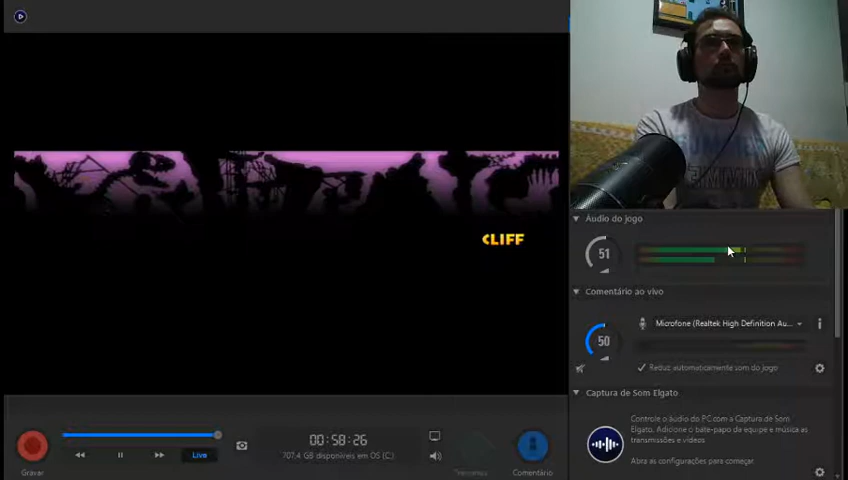 CLIFF
Áudio do jogo
51
Comentário ao vivo
50
Microfone (Realtek High Definition Au...
Reduz automaticamente som do jogo
Captura de Som Elgato
Controle o áudio do PC com a Captura de Som
Elgato. Adicione o bate-papo da equipe e música as
transmissões e vídeos
Abra as configurações para começar.
Gravar
Live
00:58:26
707.4 GB disponíveis em OS (C:)
Comentário